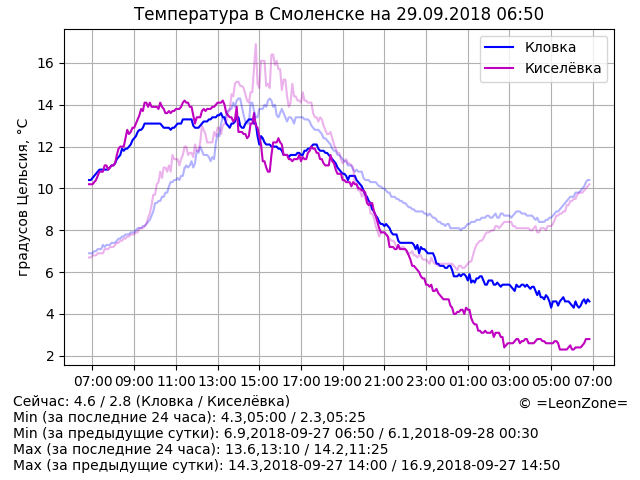 Температура в Смоленске на 29.09.2018 06:50
Кловка
Киселёвка
градусов Цельсия, °C
16
14
12
10
8
6
4
2
07:00 09:00 11:00 13:00 15:00 17:00 19:00 21:00 23:00 01:00 03:00 05:00 07:00
Сейчас: 4.6 / 2.8 (Кловка / Киселёвка)
© =LeonZone=
Min (за последние 24 часа): 4.3,05:00 / 2.3,05:25
Min (за предыдущие сутки): 6.9,2018-09-27 06:50 / 6.1,2018-09-28 00:30
Max (за последние 24 часа): 13.6,13:10 / 14.2,11:25
Max (за предыдущие сутки): 14.3,2018-09-27 14:00 / 16.9,2018-09-27 14:50